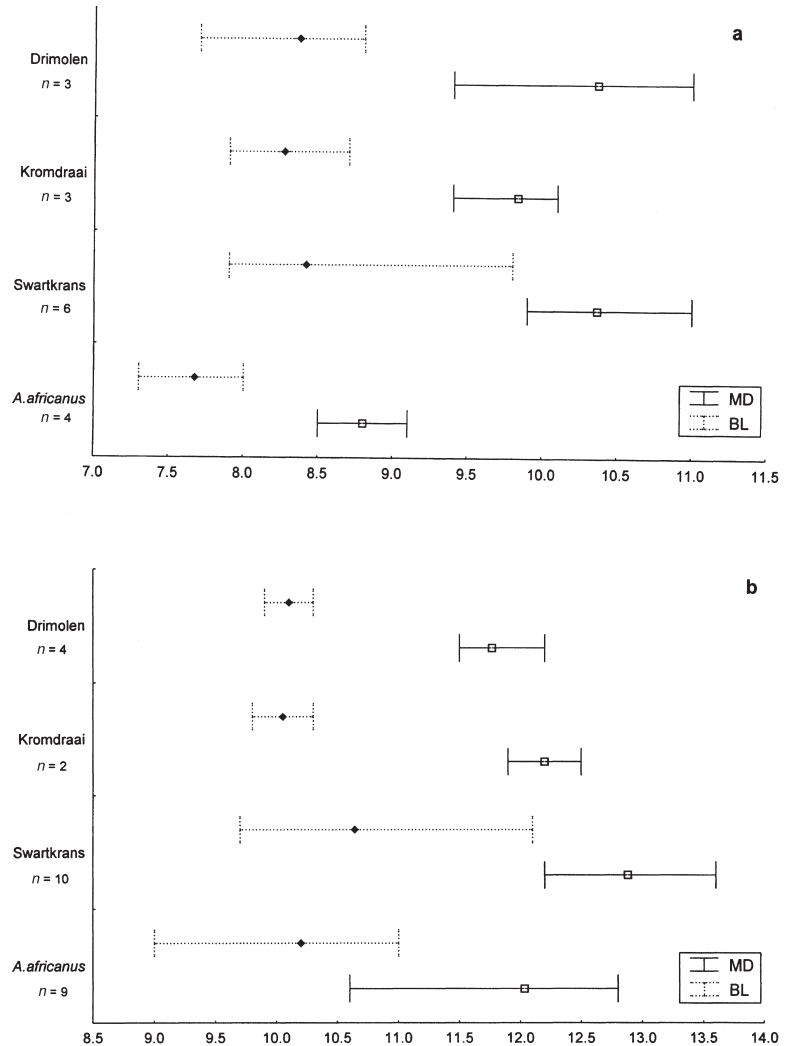 a
Drimolen
n = 3
Kromdraai
n = 3
Swartkrans
n = 6
A.africanus
n = 4
MD
BL
7.0 7.5 8.0 8.5 9.0 9.5 10.0 10.5 11.0 11.5
b
Drimolen
n = 4
Kromdraai
n = 2
Swartkrans
n = 10
A.africanus
n = 9
MD
BL
8.5 9.0 9.5 10.0 10.5 11.0 11.5 12.0 12.5 13.0 13.5 14.0